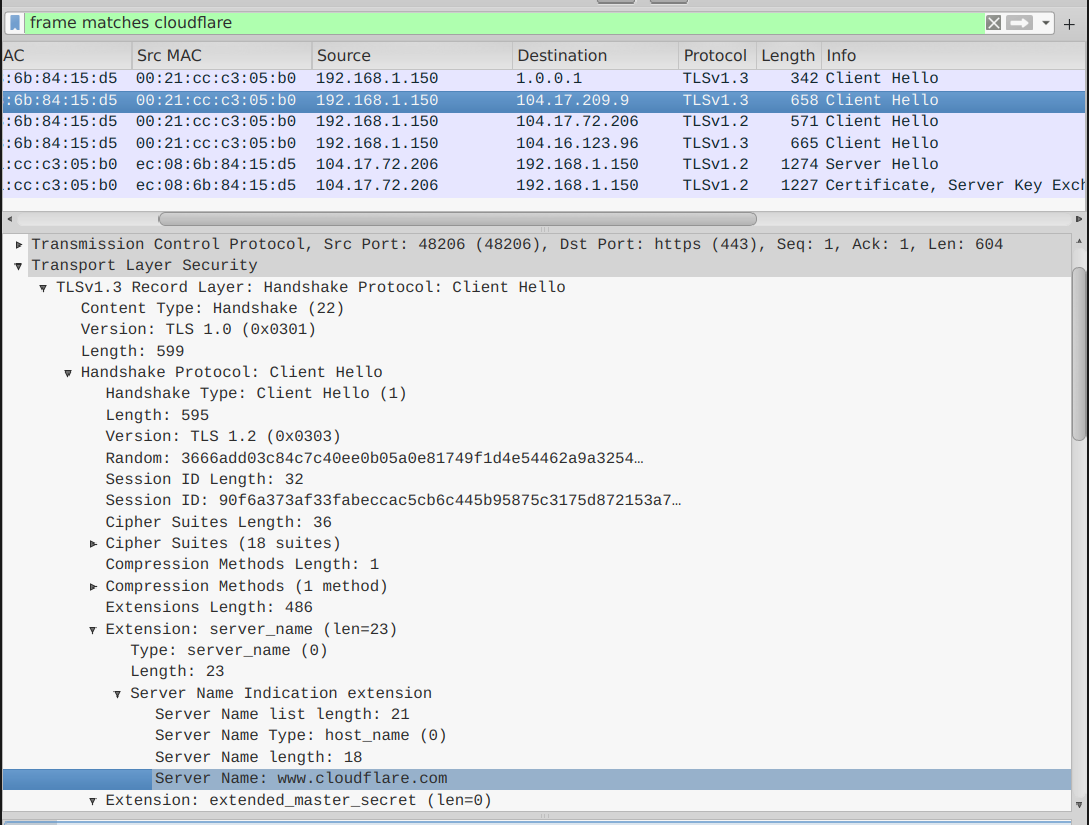 frame matches cloudflare
AC Src MAC Source Destination Protocol Length Info
:6b:84:15:d5 00:21:cc:c3:05:b0 192.168.1.150 1.0.0.1 TLSv1.3 342 Client Hello
:6b:84:15:d5 00:21:cc:c3:05:b0 192.168.1.150 104.17.209.9 TLSv1.3 658 Client Hello
:6b:84:15:d5 00:21:cc:c3:05:b0 192.168.1.150 104.17.72.206 TLSv1.2 571 Client Hello
:6b:84:15:d5 00:21:cc:c3:05:b0 192.168.1.150 104.16.123.96 TLSv1.3 665 Client Hello
:cc:c3:05:b0 ec:08:6b:84:15:d5 104.17.72.206 192.168.1.150 TLSv1.2 1274 Server Hello
:cc:c3:05:b0 ec:08:6b:84:15:d5 104.17.72.206 192.168.1.150 TLSv1.2 1227 Certificate, Server Key Exch
Transmission Control Protocol, Src Port: 48206 (48206), Dst Port: https (443), Seq: 1, Ack: 1, Len: 604
Transport Layer Security
TLSv1.3 Record Layer: Handshake Protocol: Client Hello
Content Type: Handshake (22)
Version: TLS 1.0 (0x0301)
Length: 599
Handshake Protocol: Client Hello
Handshake Type: Client Hello (1)
Length: 595
Version: TLS 1.2 (0x0303)
Random: 3666add03c84c7c40ee0b05a0e81749f1d4e54462a9a3254…
Session ID Length: 32
Session ID: 90f6a373af33fabeccac5cb6c445b95875c3175d872153a7…
Cipher Suites Length: 36
Cipher Suites (18 suites)
Compression Methods Length: 1
Compression Methods (1 method)
Extensions Length: 486
Extension: server_name (len=23)
Type: server_name (0)
Length: 23
Server Name Indication extension
Server Name list length: 21
Server Name Type: host_name (0)
Server Name length: 18
Server Name: www.cloudflare.com
Extension: extended_master_secret (len=0)